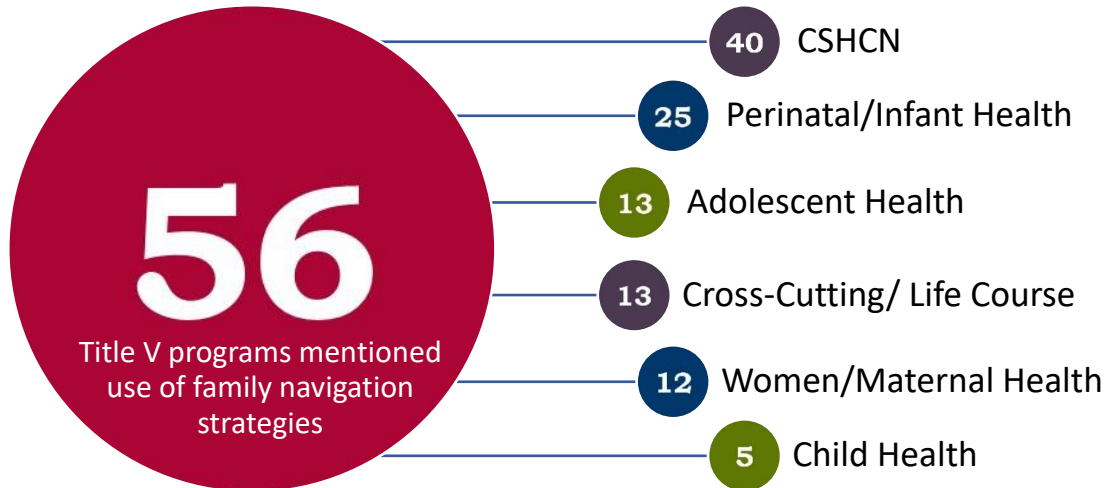 56
Title V programs mentioned
use of family navigation
strategies
40 CSHCN
25 Perinatal/Infant Health
13 Adolescent Health
13 Cross-Cutting/ Life Course
12 Women/Maternal Health
5 Child Health